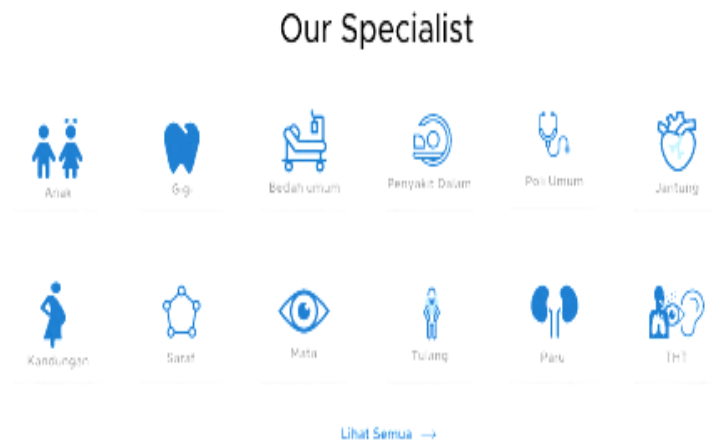 Our Specialist
Anak
Gigi
Bedah umum
Penyakit Dalam
Poli Umum
Jantung
Kandungan
Saraf
Mata
Tulang
Paru
THT
Lihat Semua →